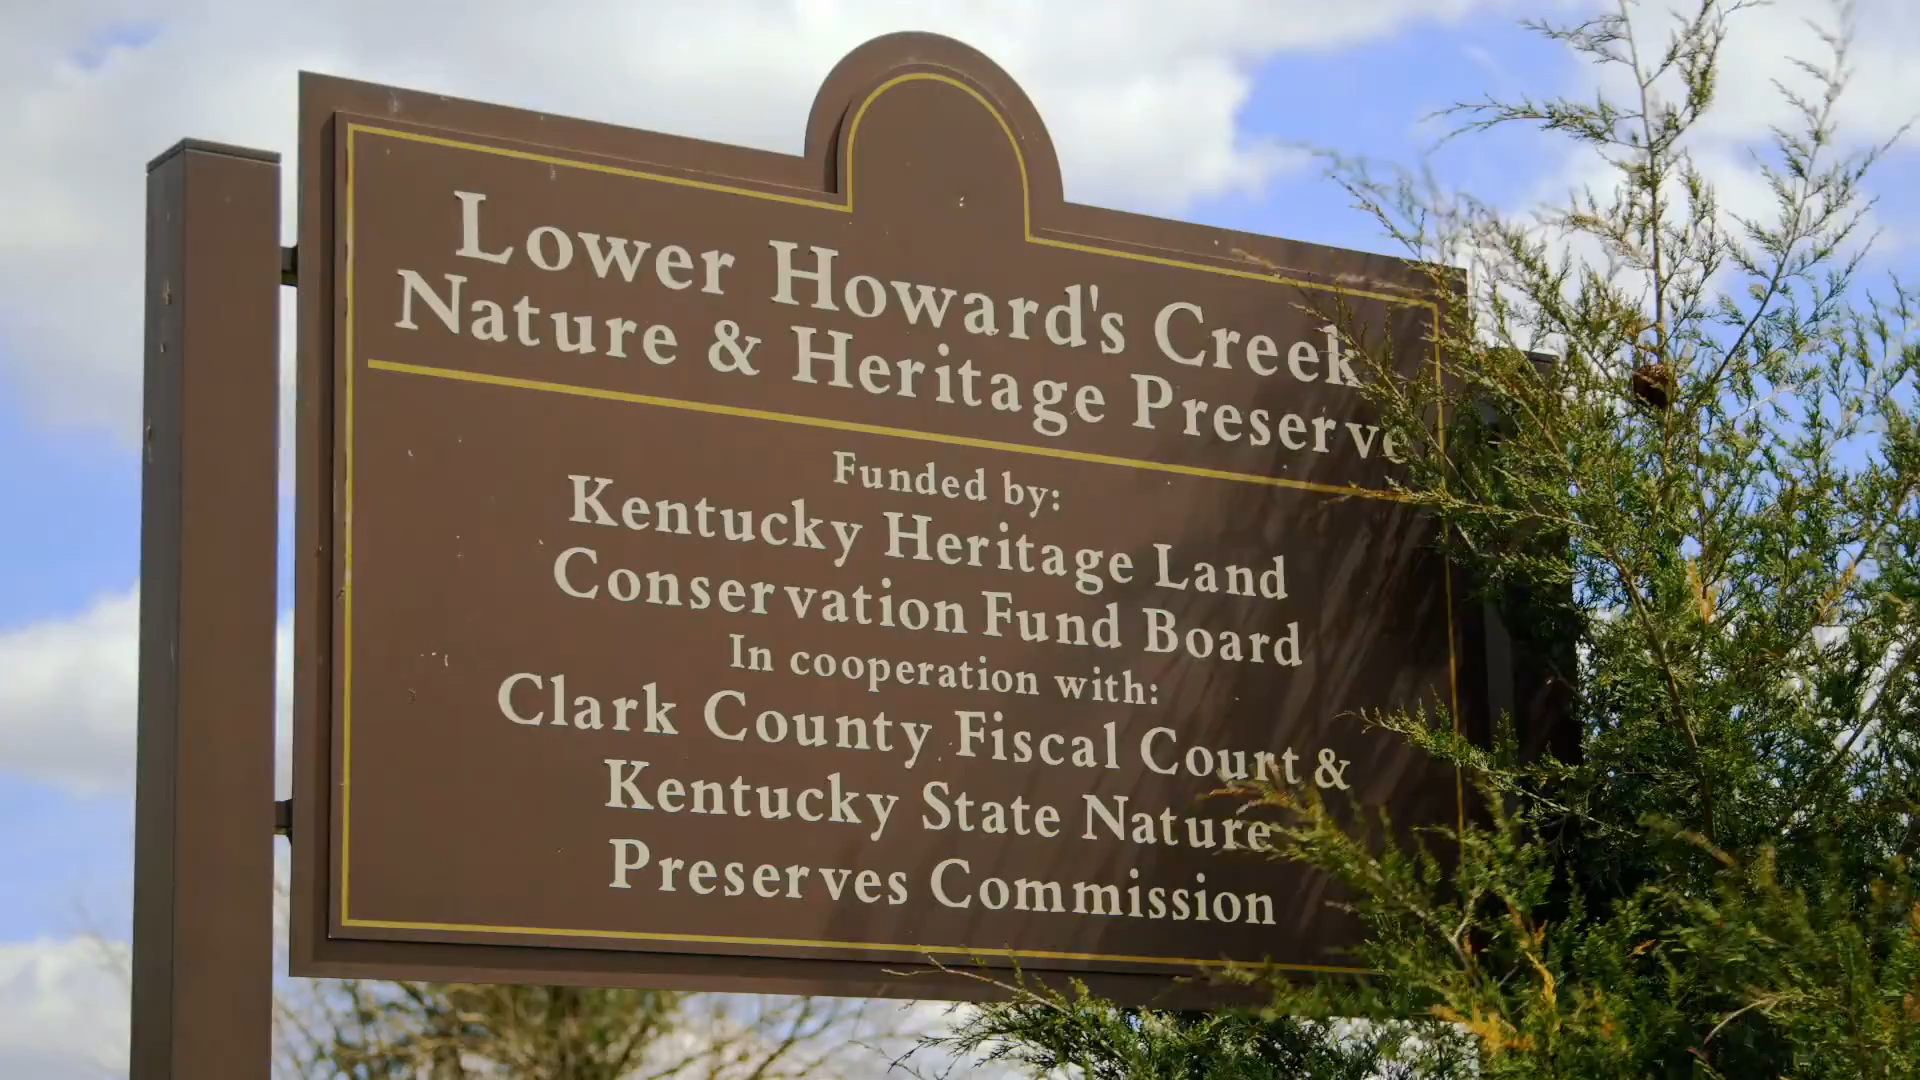 Lower Howard's Creek
Nature & Heritage Preserve
Funded by:
Kentucky Heritage Land
Conservation Fund Board
In cooperation with:
Clark County Fiscal Court &
Kentucky State Nature
Preserves Commission